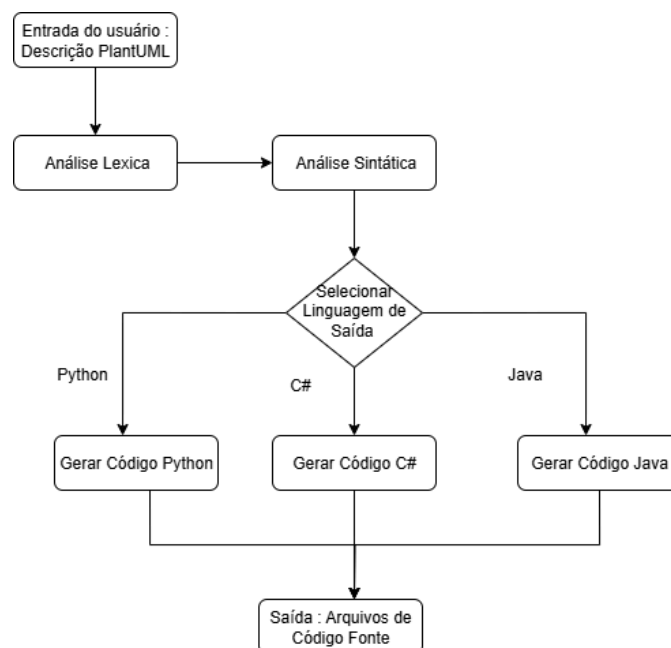 Entrada do usuário :
Descrição PlantUML
Análise Lexica
Análise Sintática
Selecionar
Linguagem de
Saída
Python
C#
Java
Gerar Código Python
Gerar Código C#
Gerar Código Java
Saída : Arquivos de
Código Fonte